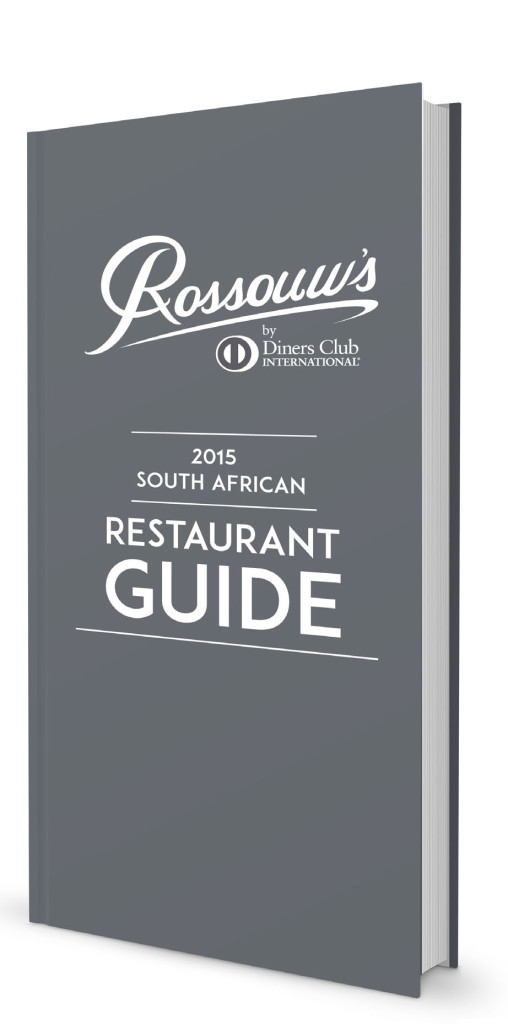 Rossouw's
by
Diners Club
INTERNATIONAL®
2015
SOUTH AFRICAN
RESTAURANT
GUIDE